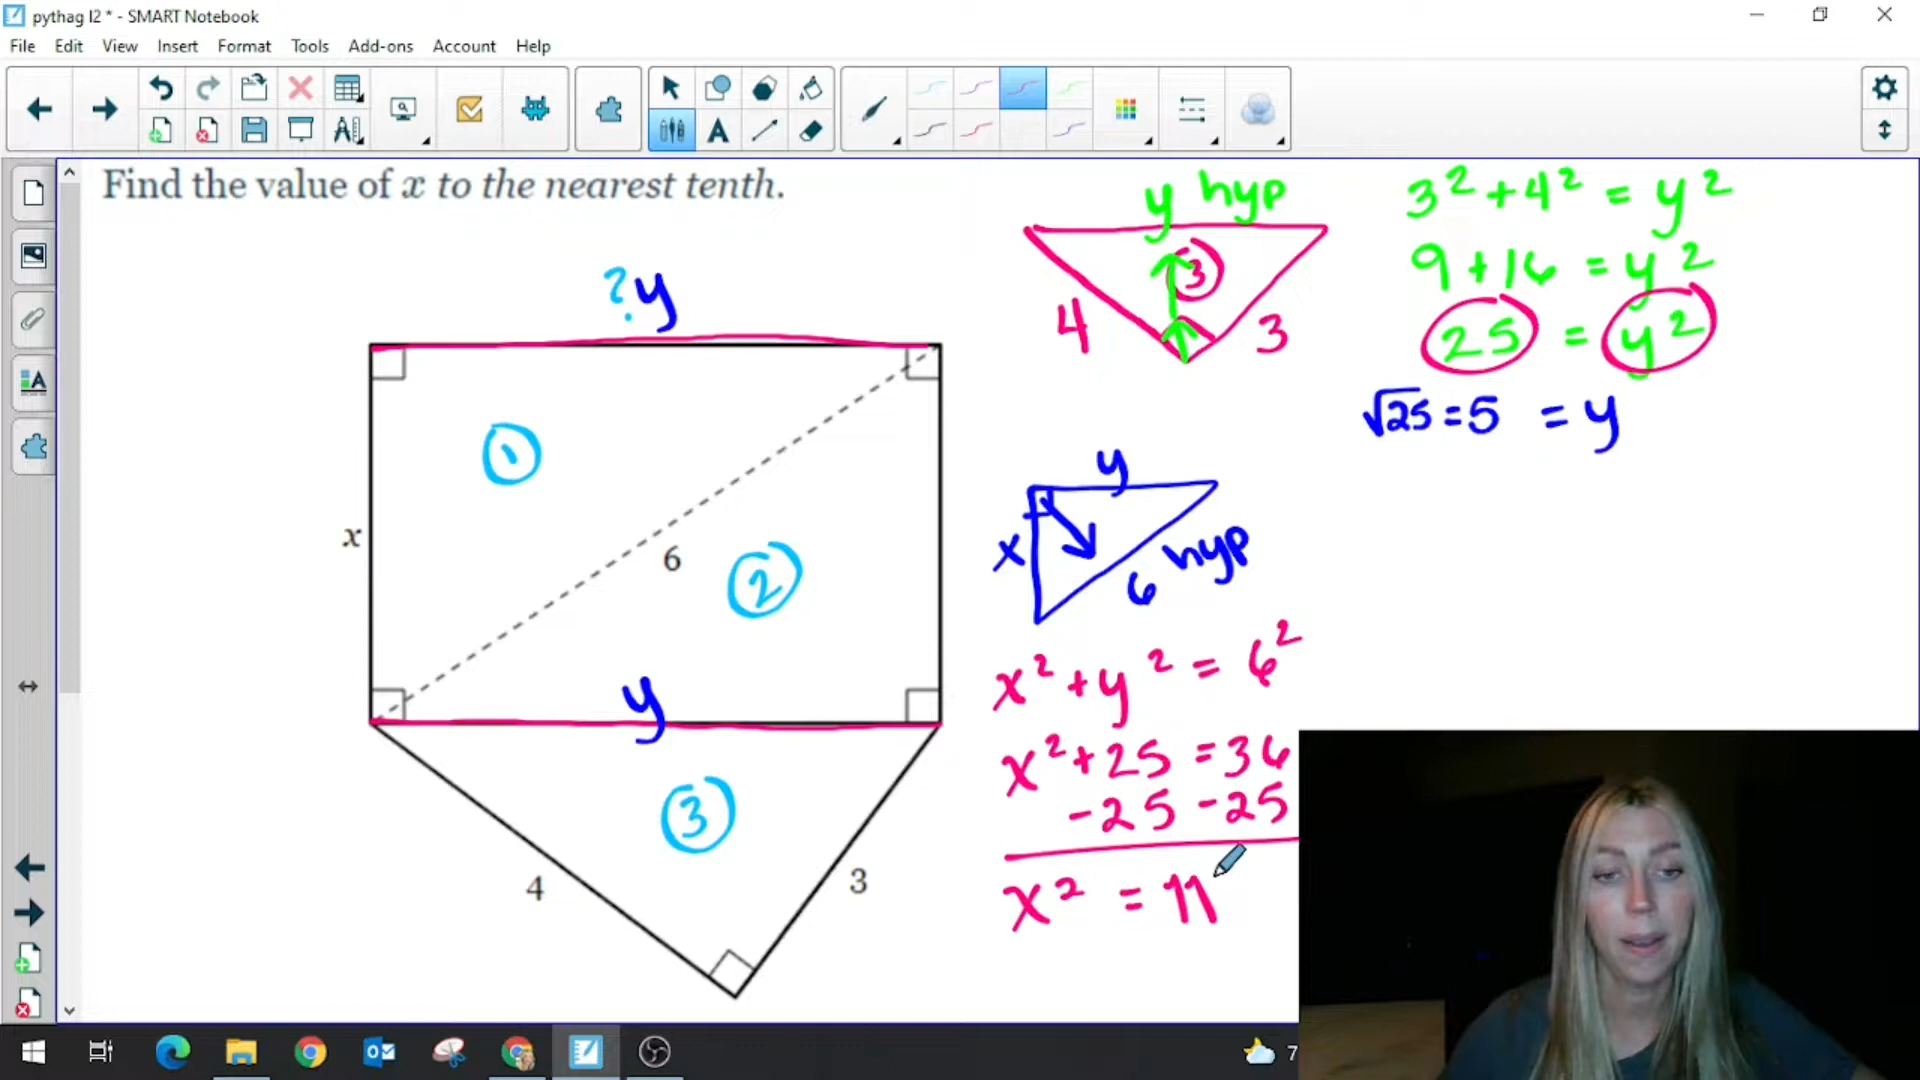 pythag l2 * - SMART Notebook
File Edit View Insert Format Tools Add-ons Account Help
Find the value of x to the nearest tenth.
? y
1
x
6
2
y
3
4
3
y hyp
3
4
3
3² + 4² = y²
9 + 16 = y²
25 = y²
√25 = 5 = y
y
x
6 hyp
x² + y² = 6²
x² + 25 = 36
- 25 - 25
x² = 11
7